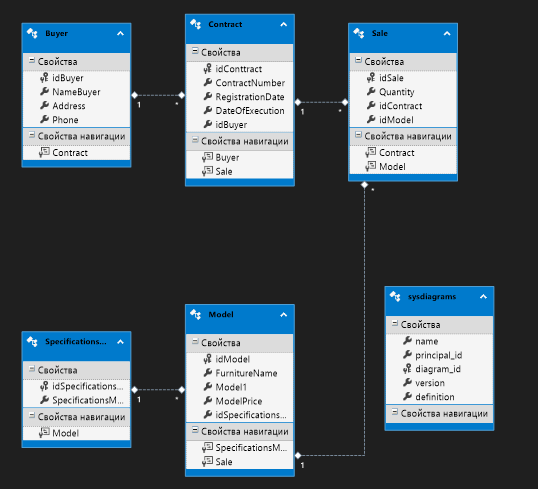 Buyer
Свойства
idBuyer
NameBuyer
Address
Phone
Свойства навигации
Contract
1
*
Contract
Свойства
idConttract
ContractNumber
RegistrationDate
DateOfExecution
idBuyer
Свойства навигации
Buyer
Sale
1
*
Sale
Свойства
idSale
Quantity
idContract
idModel
Свойства навигации
Contract
Model
*
Specifications...
Свойства
idSpecifications...
SpecificationsM...
Свойства навигации
Model
1
*
Model
Свойства
idModel
FurnitureName
Model1
ModelPrice
idSpecifications...
Свойства навигации
SpecificationsM...
Sale
1
sysdiagrams
Свойства
name
principal_id
diagram_id
version
definition
Свойства навигации